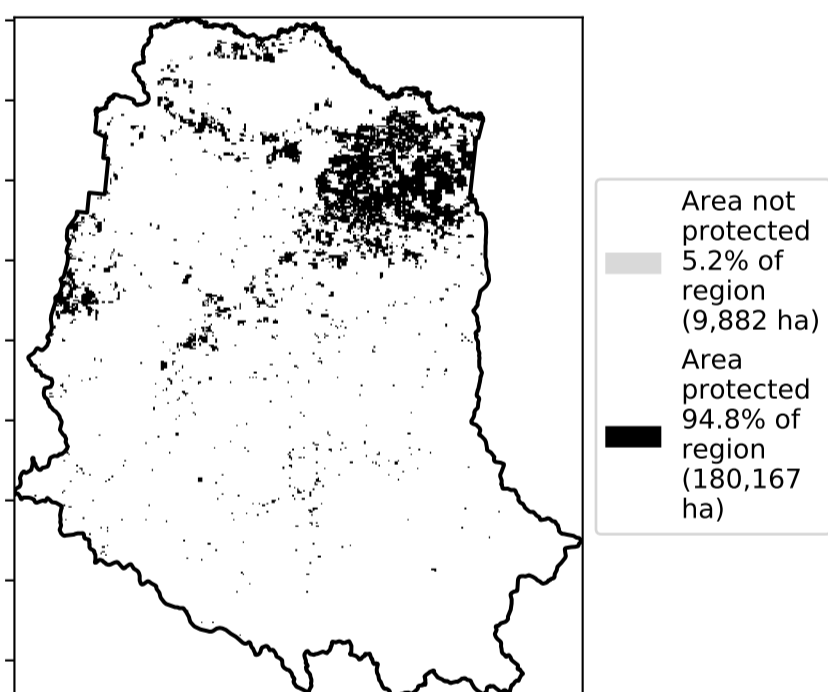 Area not
protected
5.2% of
region
(9,882 ha)
Area
protected
94.8% of
region
(180,167
ha)